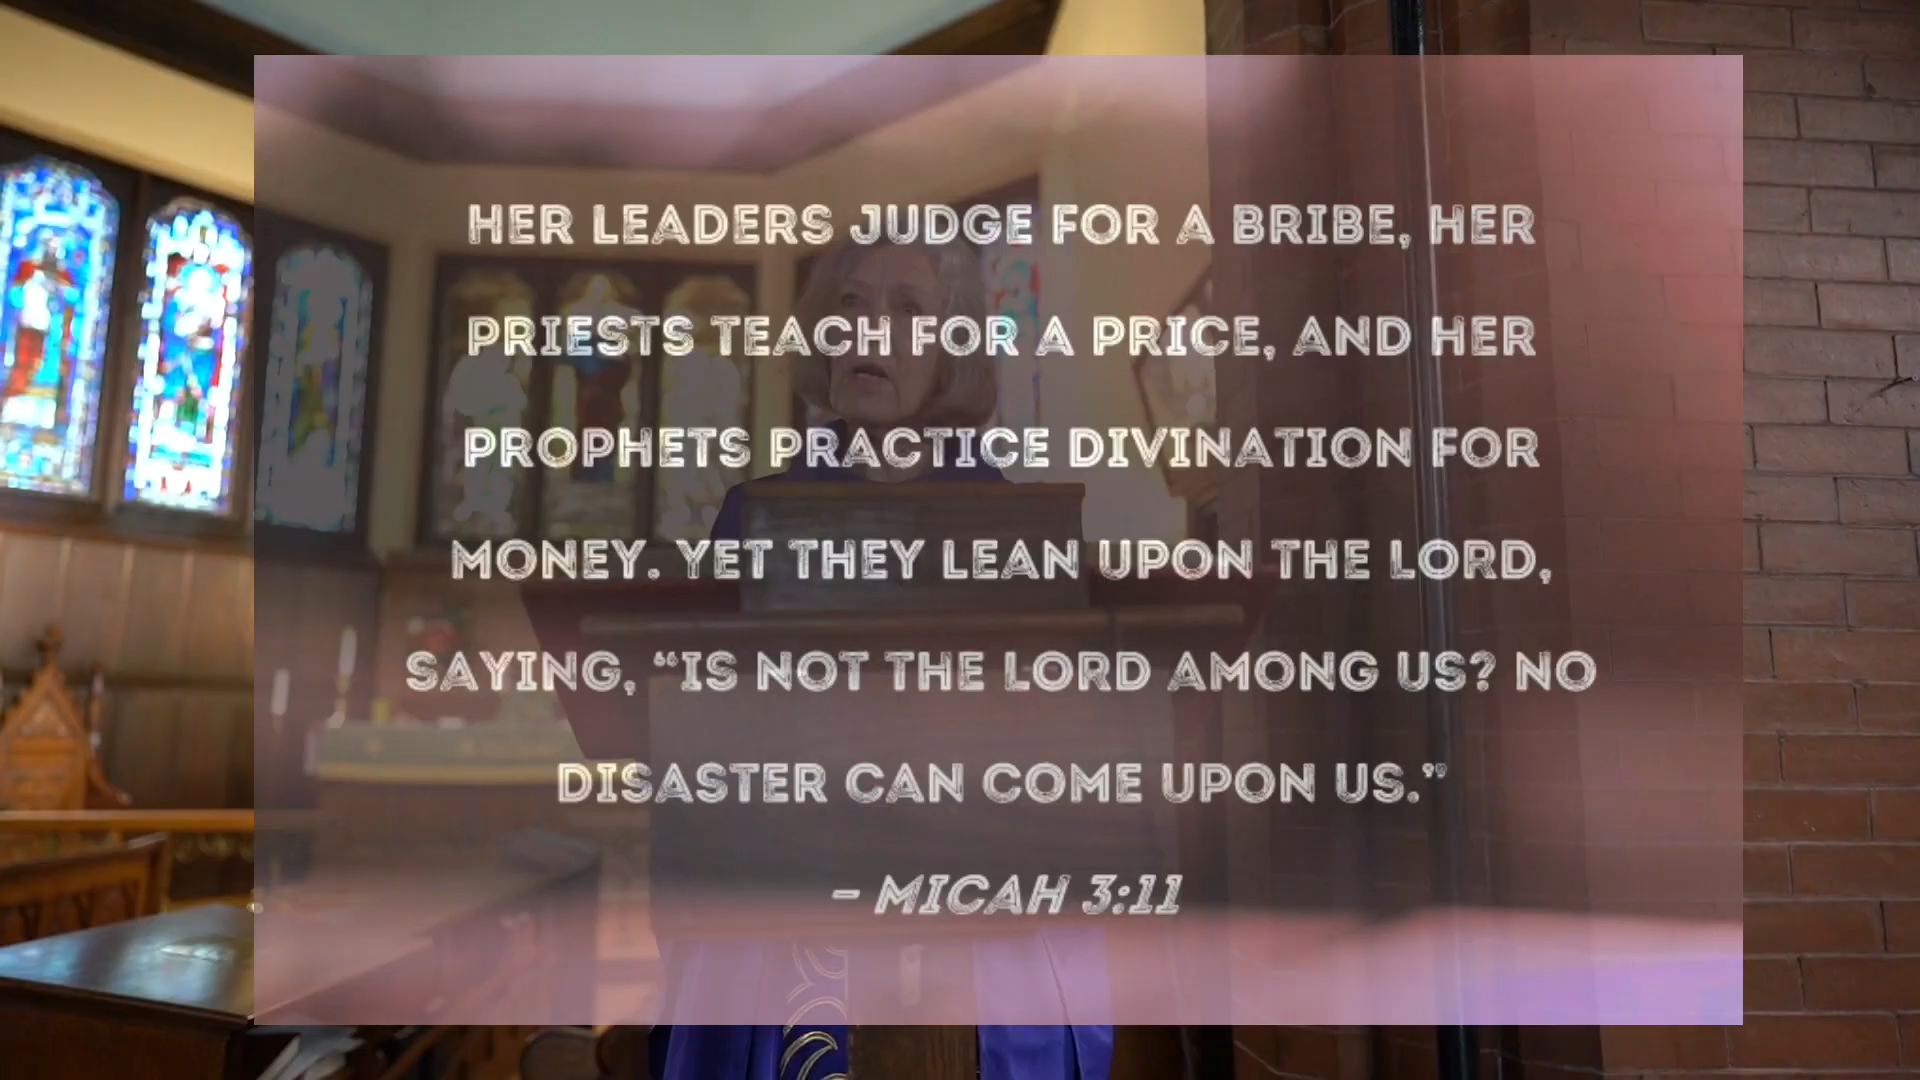 HER LEADERS JUDGE FOR A BRIBE, HER
PRIESTS TEACH FOR A PRICE, AND HER
PROPHETS PRACTICE DIVINATION FOR
MONEY. YET THEY LEAN UPON THE LORD,
SAYING, “IS NOT THE LORD AMONG US? NO
DISASTER CAN COME UPON US.”
– MICAH 3:11